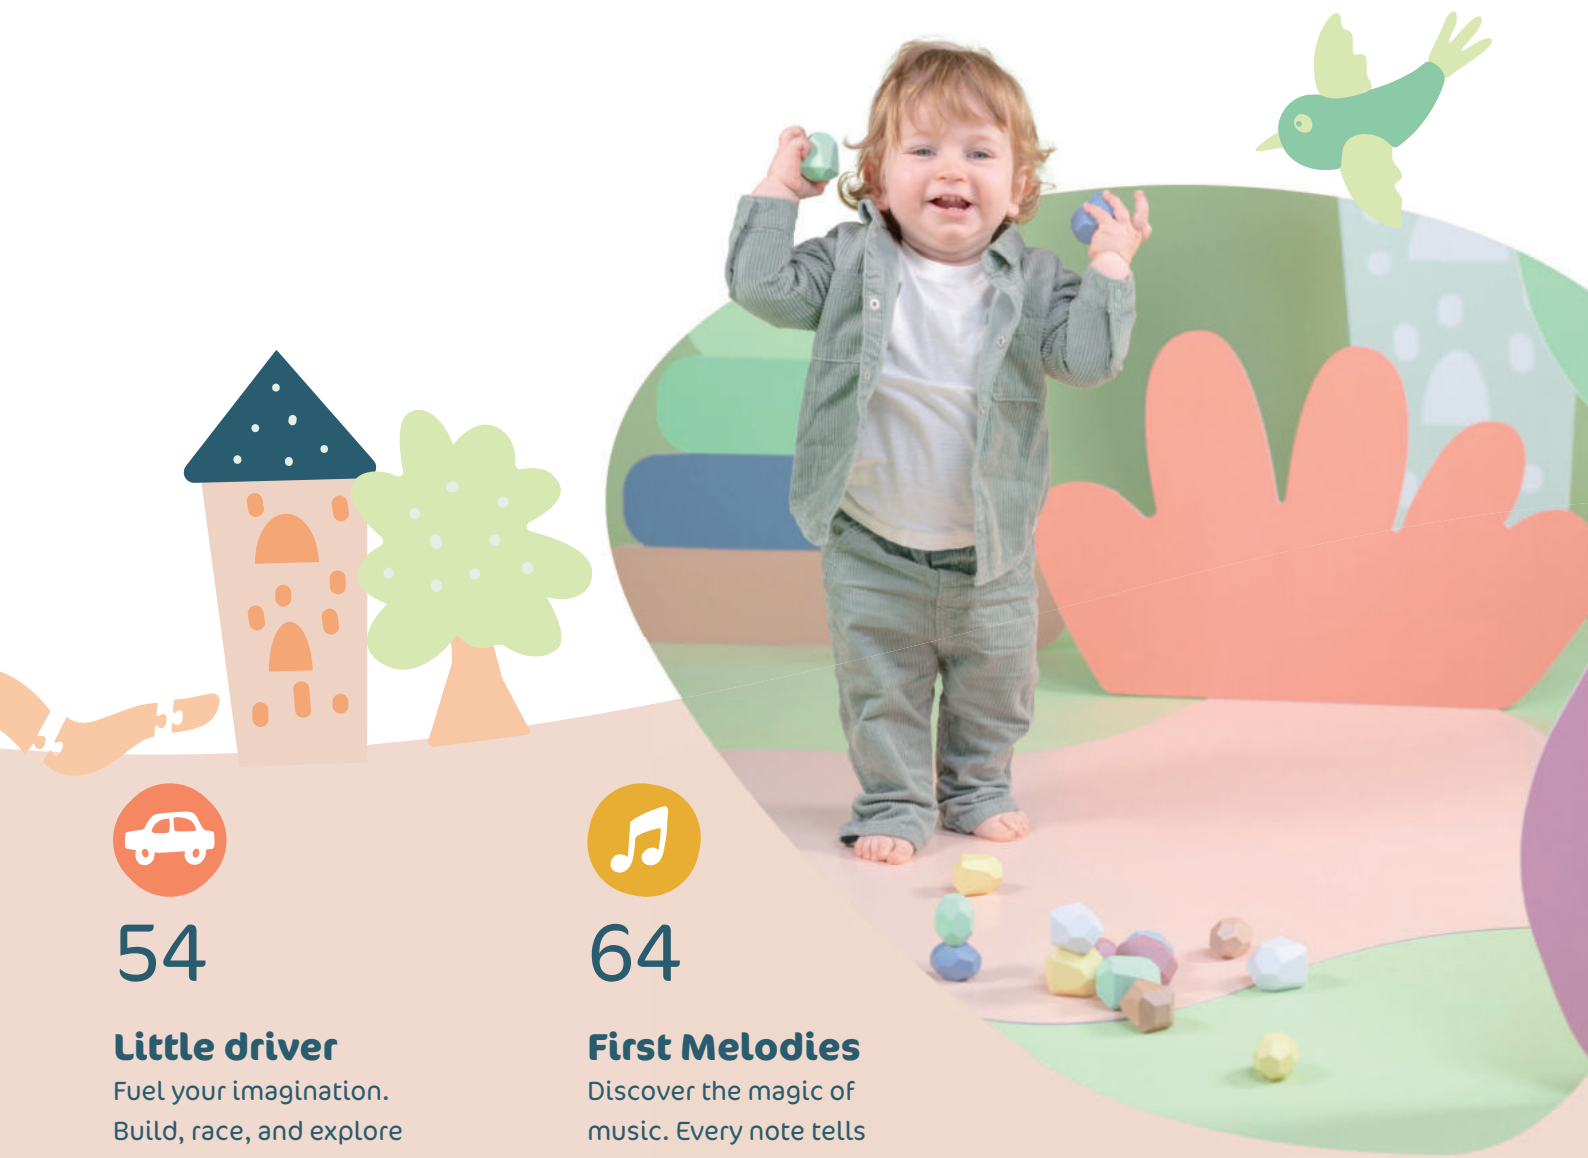 54
Little driver
Fuel your imagination.
Build, race, and explore
64
First Melodies
Discover the magic of
music. Every note tells